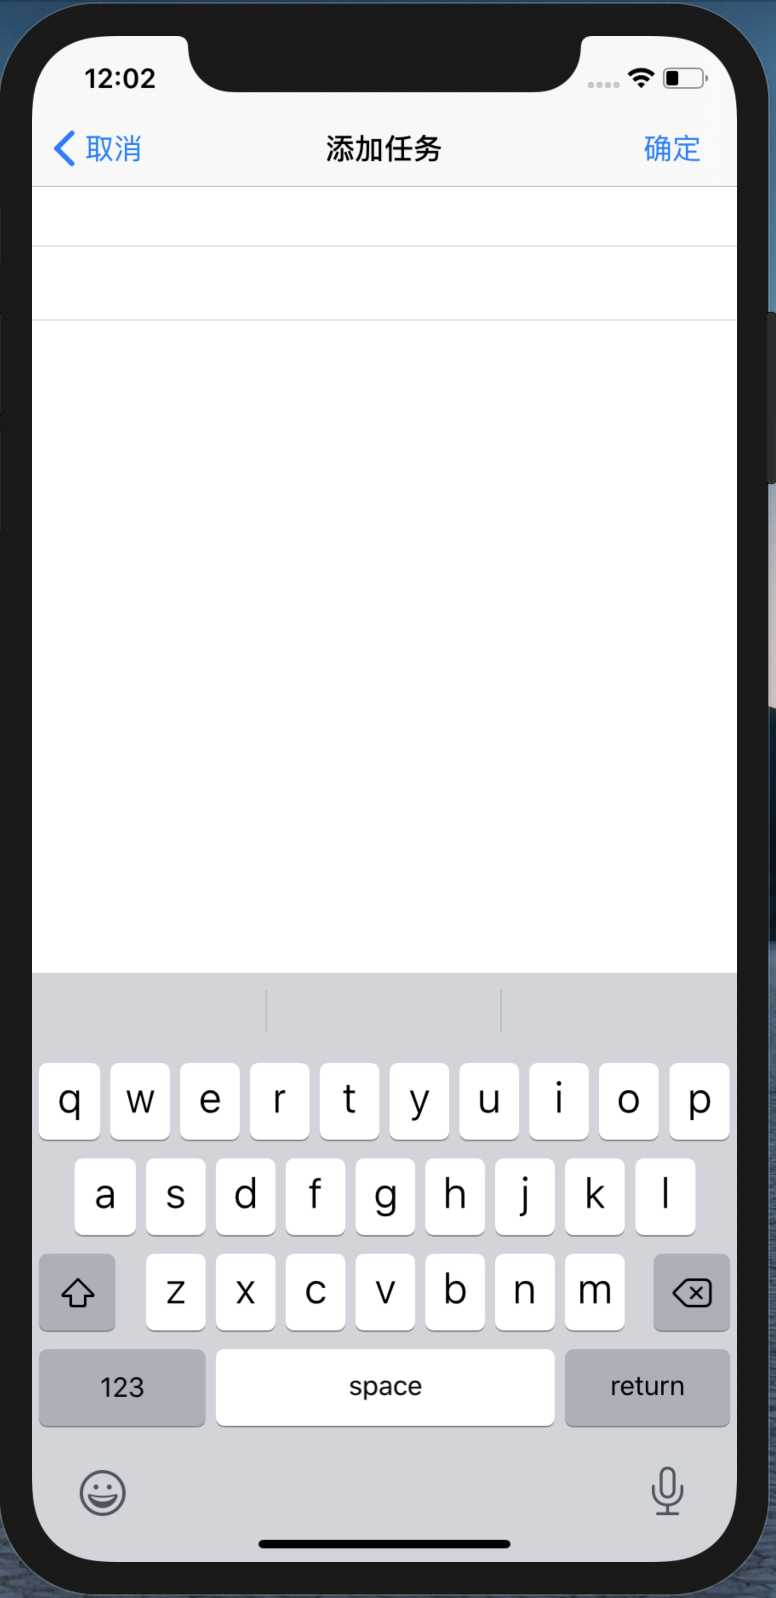 12:02
取消 添加任务 确定
q w e r t y u i o p
a s d f g h j k l
z x c v b n m
123 space return